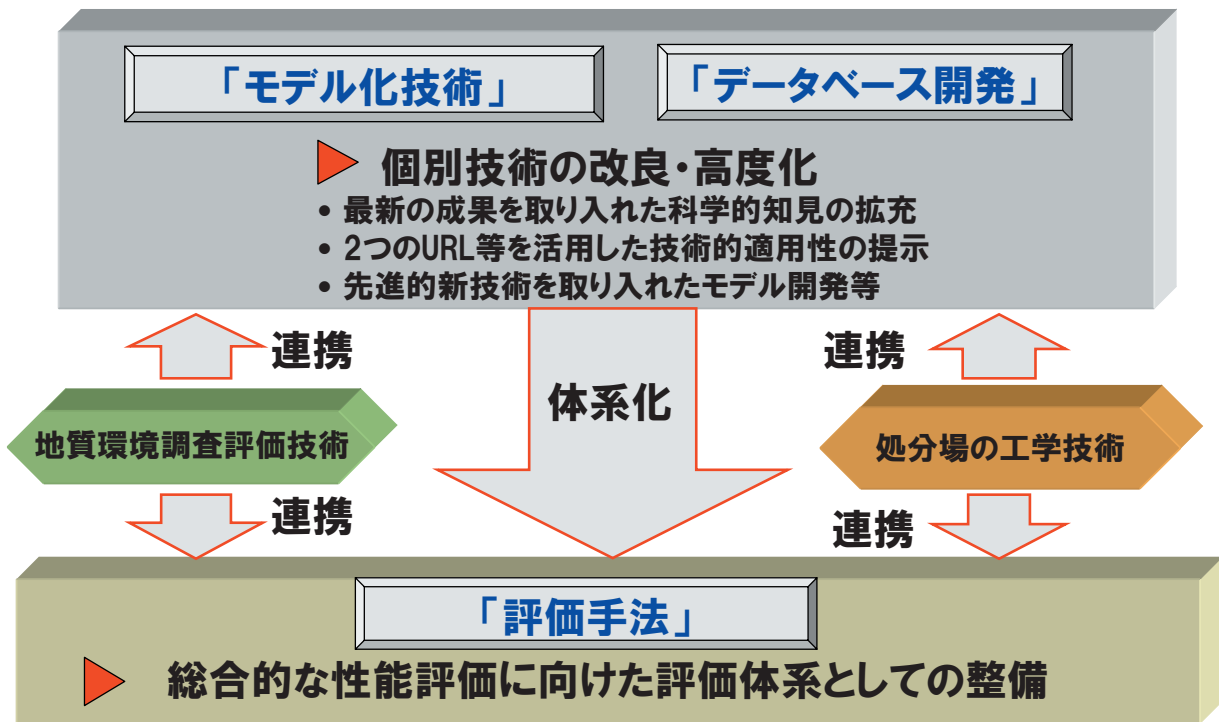 「モデル化技術」
「データベース開発」
個別技術の改良・高度化
• 最新の成果を取り入れた科学的知見の拡充
• 2つのURL等を活用した技術的適用性の提示
• 先進的新技術を取り入れたモデル開発等
連携
連携
体系化
地質環境調査評価技術
処分場の工学技術
連携
連携
「評価手法」
総合的な性能評価に向けた評価体系としての整備